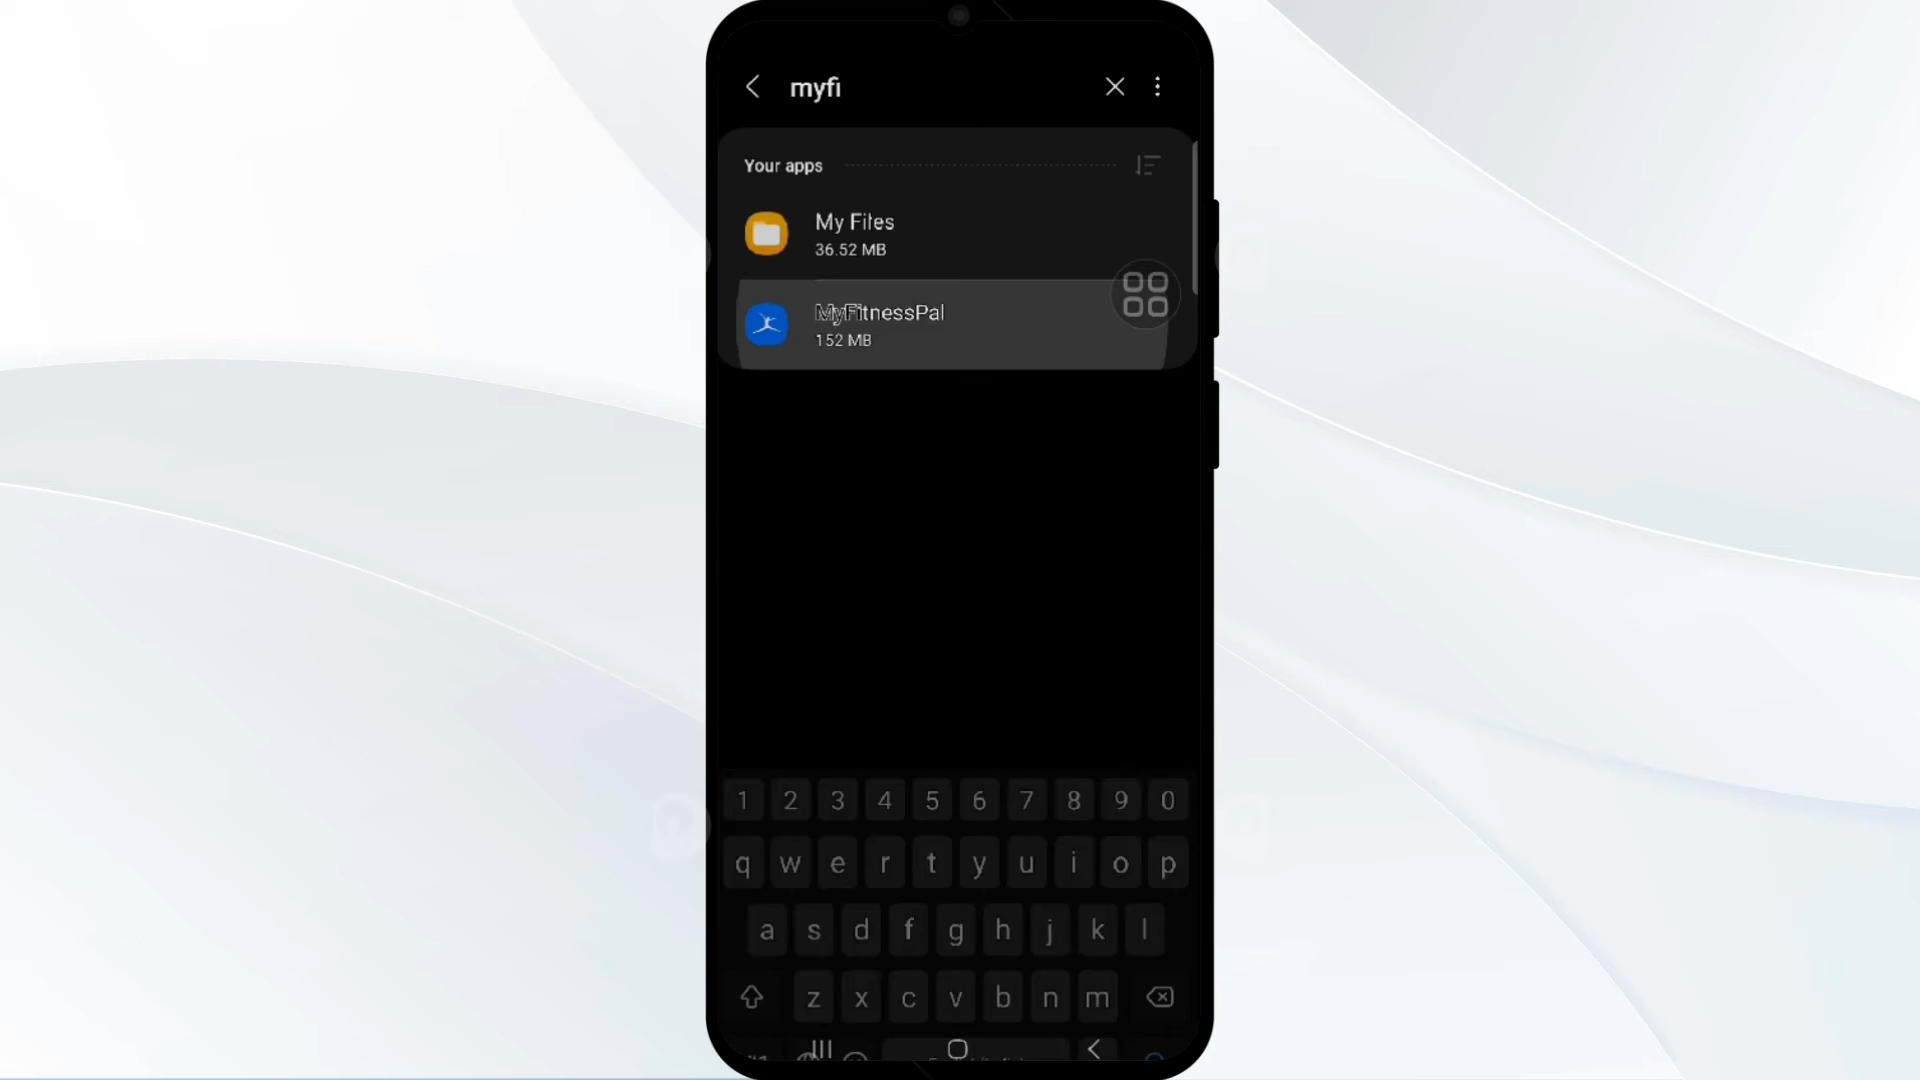 myfi
Your apps
My Files
36.52 MB
MyFitnessPal
152 MB
1 2 3 4 5 6 7 8 9 0
q w e r t y u i o p
a s d f g h j k l
z x c v b n m